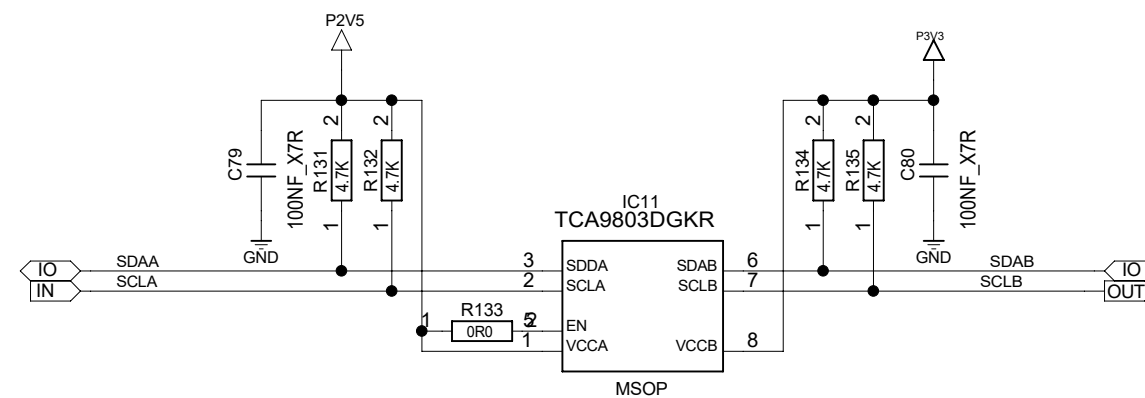 P2V5
P3V3
2
2
2
2
C79
100NF_X7R
R131
4.7K
R132
4.7K
R134
4.7K
R135
4.7K
C80
100NF_X7R
1
1
1
1
GND
GND
IC11
TCA9803DGKR
IO
SDAA
3
SDDA
SDAB
6
SDAB
IO
IN
SCLA
2
SCLA
SCLB
7
SCLB
OUT
R133
1
0R0
2
5
EN
1
VCCA
VCCB
8
MSOP